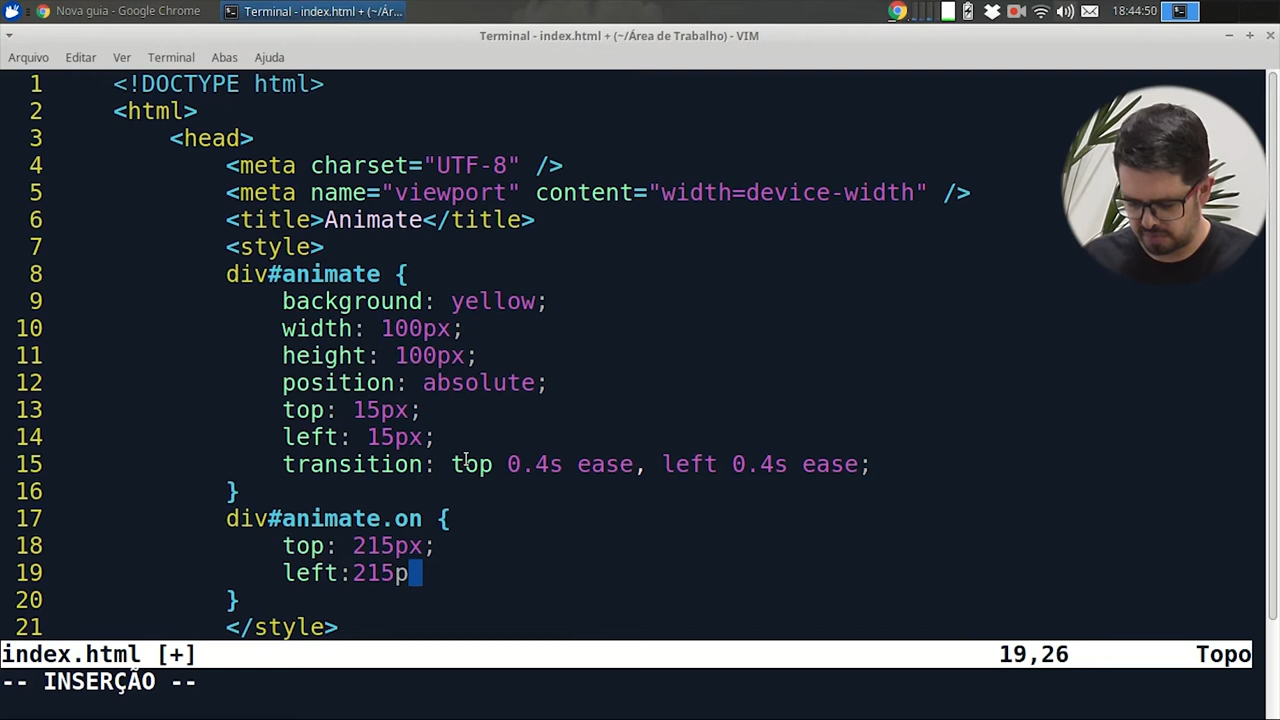 Nova guia - Google Chrome
Terminal - index.html + (~/Ár...
18:44:50
Terminal - index.html + (~/Área de Trabalho) - VIM
Arquivo Editar Ver Terminal Abas Ajuda
1 <!DOCTYPE html>
2 <html>
3 <head>
4 <meta charset="UTF-8" />
5 <meta name="viewport" content="width=device-width" />
6 <title>Animate</title>
7 <style>
8 div#animate {
9 background: yellow;
10 width: 100px;
11 height: 100px;
12 position: absolute;
13 top: 15px;
14 left: 15px;
15 transition: top 0.4s ease, left 0.4s ease;
16 }
17 div#animate.on {
18 top: 215px;
19 left:215p
20 }
21 </style>
index.html [+] 19,26 Topo
-- INSERÇÃO --